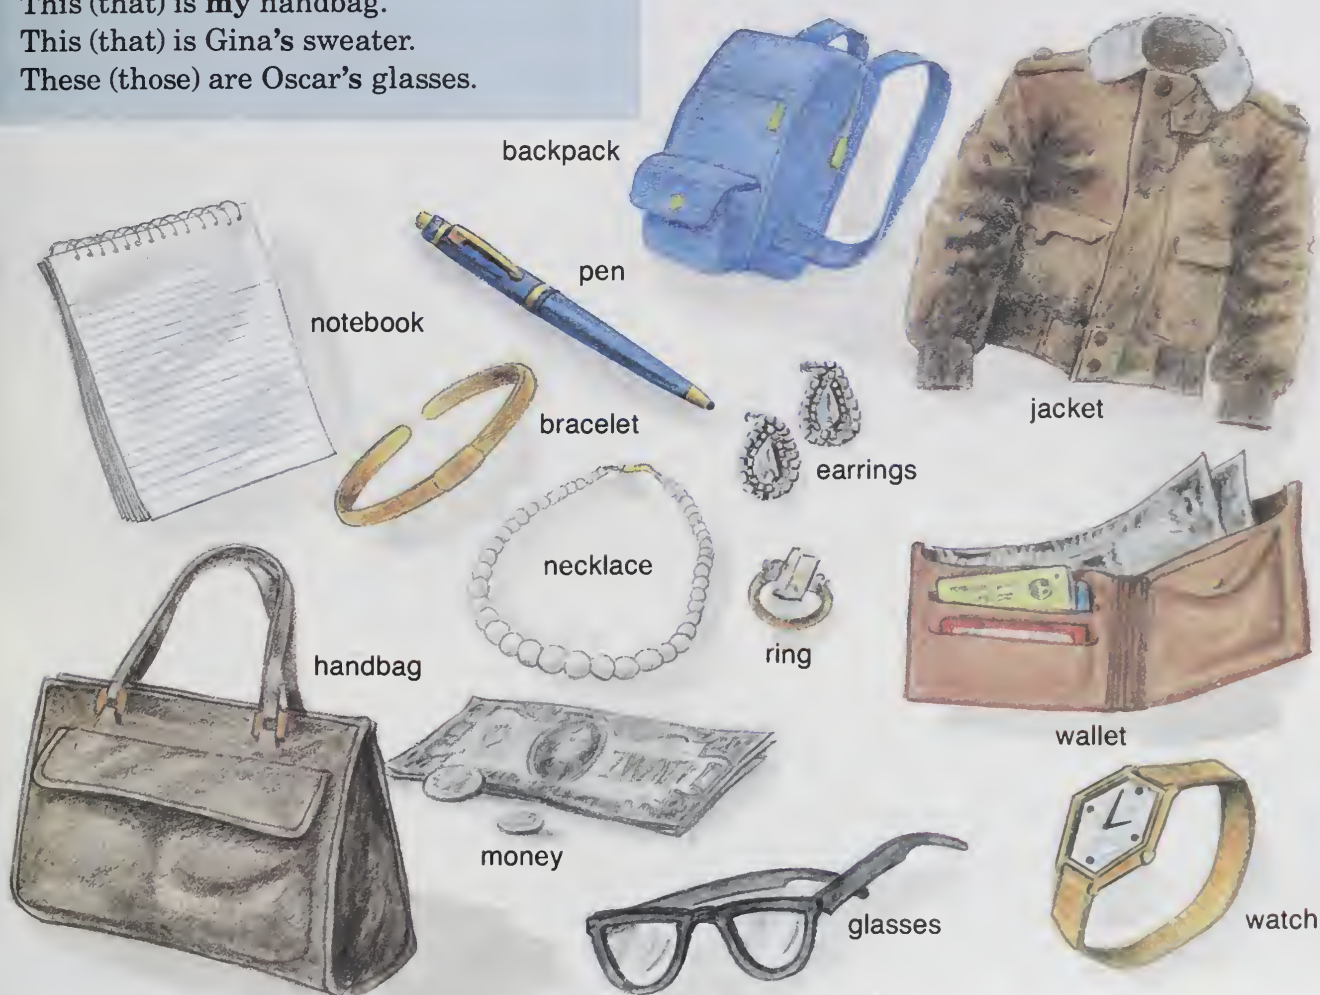 This (that) is my handbag.
This (that) is Gina's sweater.
These (those) are Oscar's glasses.
backpack
pen
notebook
bracelet
jacket
earrings
necklace
ring
handbag
wallet
money
glasses
watch